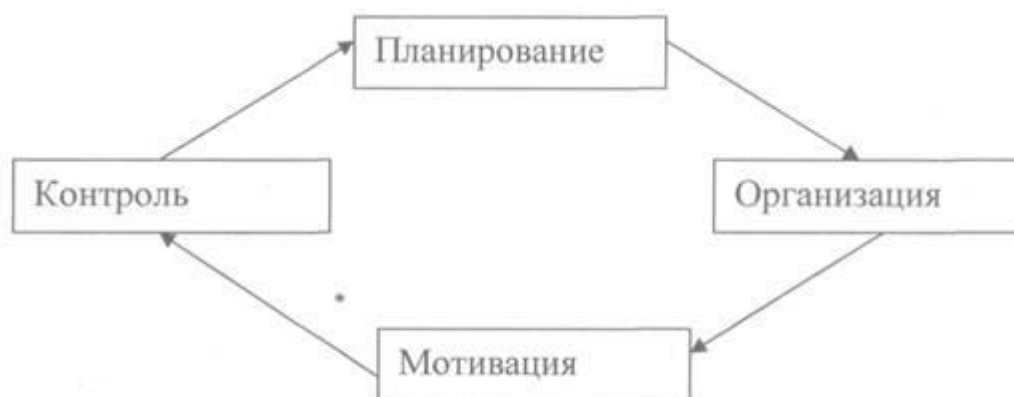 Планирование
Контроль
Организация
Мотивация